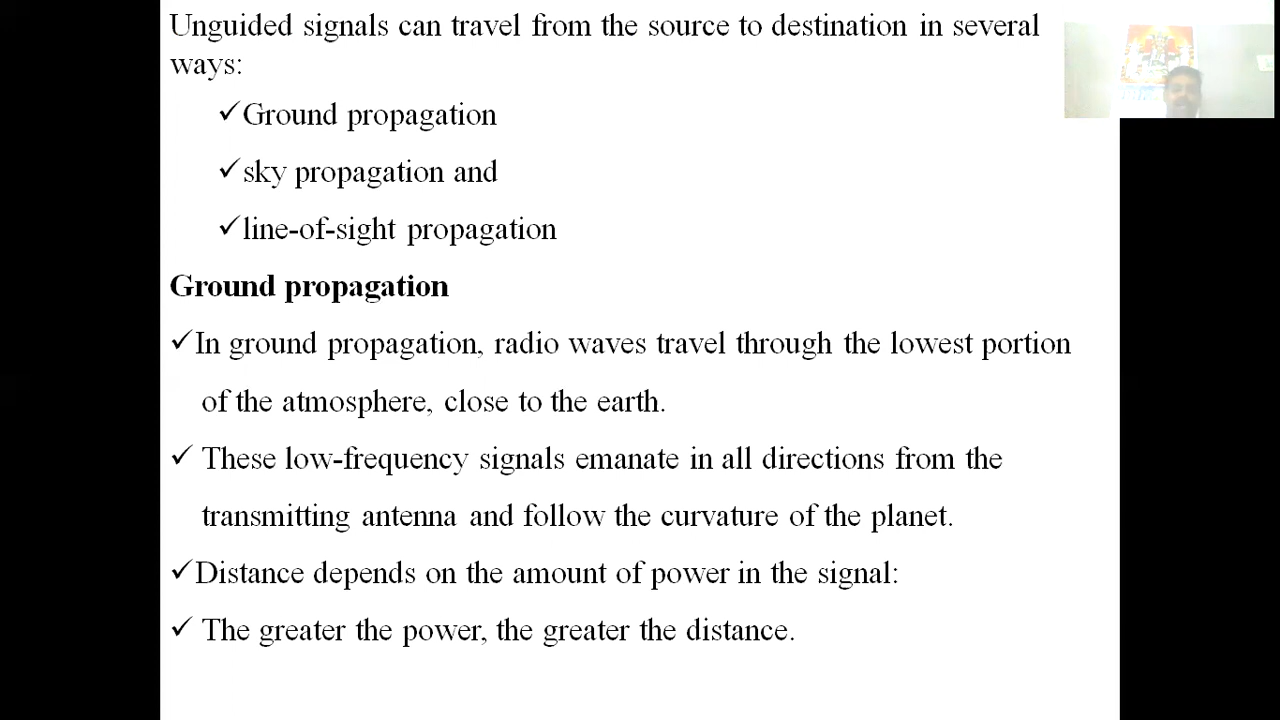 Unguided signals can travel from the source to destination in several
ways:
✓Ground propagation
✓sky propagation and
✓line-of-sight propagation
Ground propagation
✓In ground propagation, radio waves travel through the lowest portion
of the atmosphere, close to the earth.
✓ These low-frequency signals emanate in all directions from the
transmitting antenna and follow the curvature of the planet.
✓Distance depends on the amount of power in the signal:
✓ The greater the power, the greater the distance.